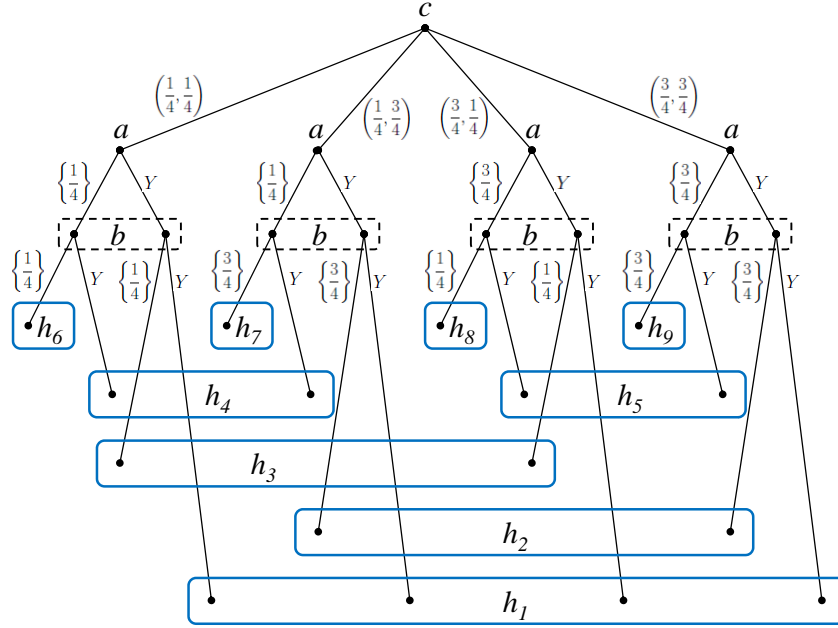 c
(1/4, 1/4) (1/4, 3/4) (3/4, 1/4) (3/4, 3/4)
a a a a
{1/4} Y {1/4} Y {3/4} Y {3/4} Y
b b b b
{1/4} Y {1/4} Y {3/4} Y {3/4} Y {1/4} Y {1/4} Y {3/4} Y {3/4} Y
h₆ h₇ h₈ h₉
h₄ h₅
h₃
h₂
h₁